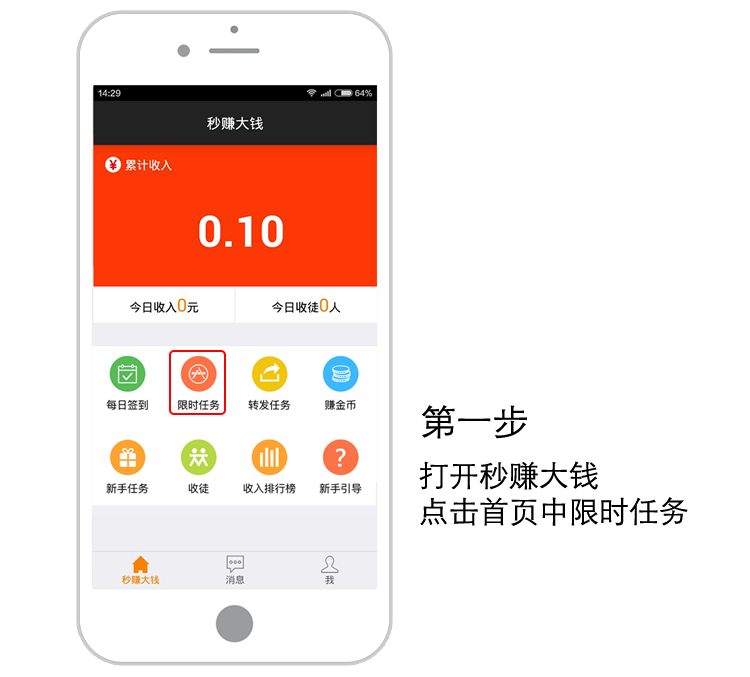 14:29
64%
秒赚大钱
¥ 累计收入
0.10
今日收入0元
今日收徒0人
每日签到
限时任务
转发任务
赚金币
新手任务
收徒
收入排行榜
新手引导
秒赚大钱
消息
我
第一步
打开秒赚大钱
点击首页中限时任务